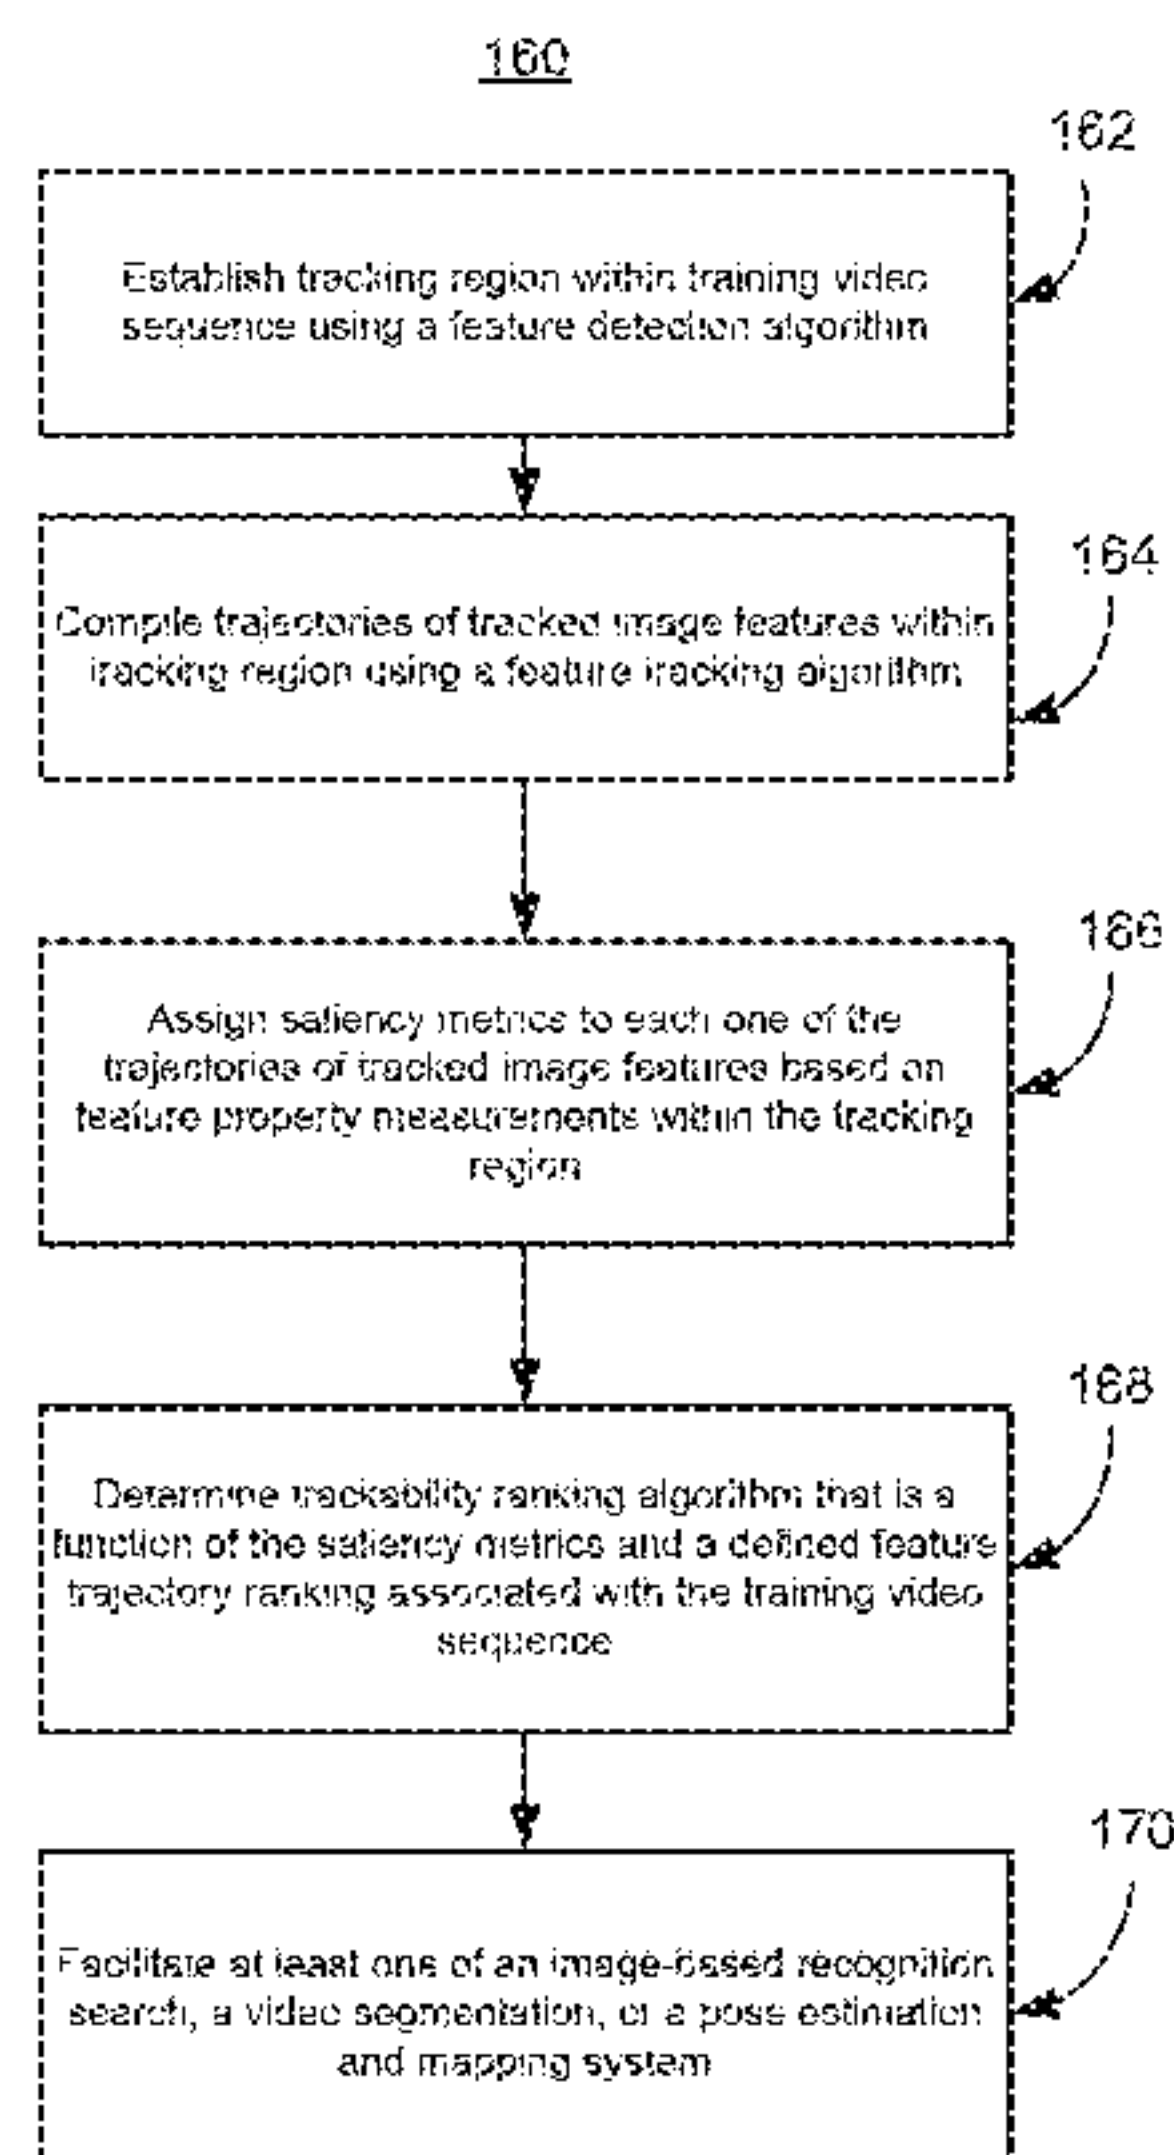 160
162
Establish tracking region within training video
sequence using a feature detection algorithm
164
Compile trajectories of tracked image features within
tracking region using a feature tracking algorithm
166
Assign saliency metrics to each one of the
trajectories of tracked image features based on
feature property measurements within the tracking
region
168
Determine trackability ranking algorithm that is a
function of the saliency metrics and a defined feature
trajectory ranking associated with the training video
sequence
170
Facilitate at least one of an image-based recognition
search, a video segmentation, or a pose estimation
and mapping system